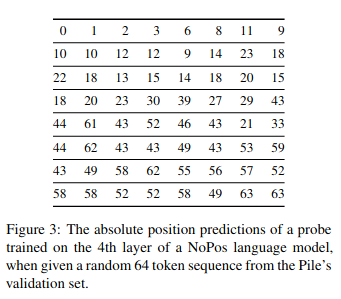 0 1 2 3 6 8 11 9
10 10 12 12 9 14 23 18
22 18 13 15 14 18 20 15
18 20 23 30 39 27 29 43
44 61 43 52 46 43 21 33
44 62 43 43 49 43 53 59
43 49 58 62 55 56 57 52
58 58 52 52 58 49 63 63
Figure 3: The absolute position predictions of a probe
trained on the 4th layer of a NoPos language model,
when given a random 64 token sequence from the Pile's
validation set.